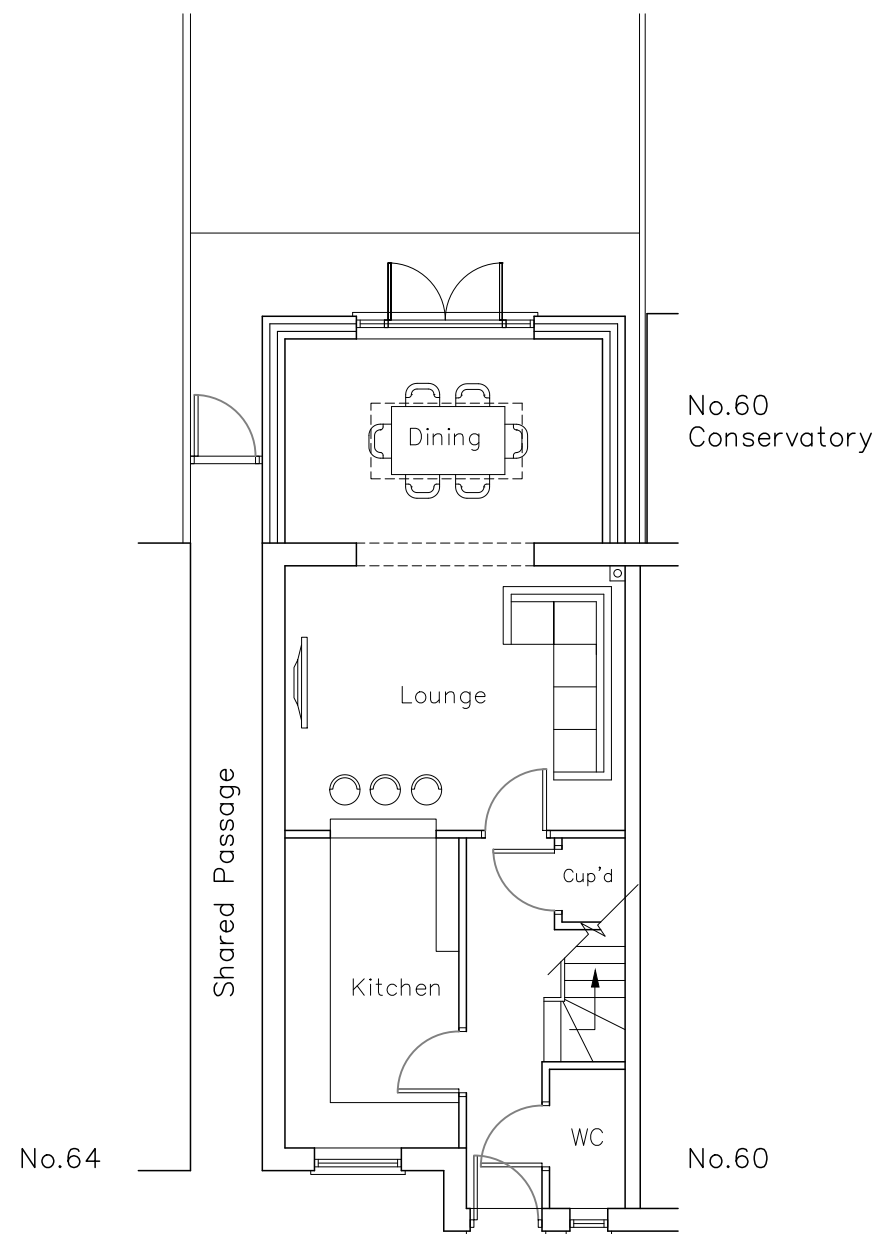 No.60
Conservatory
Dining
Lounge
Shared Passage
Cup'd
Kitchen
WC
No.64
No.60